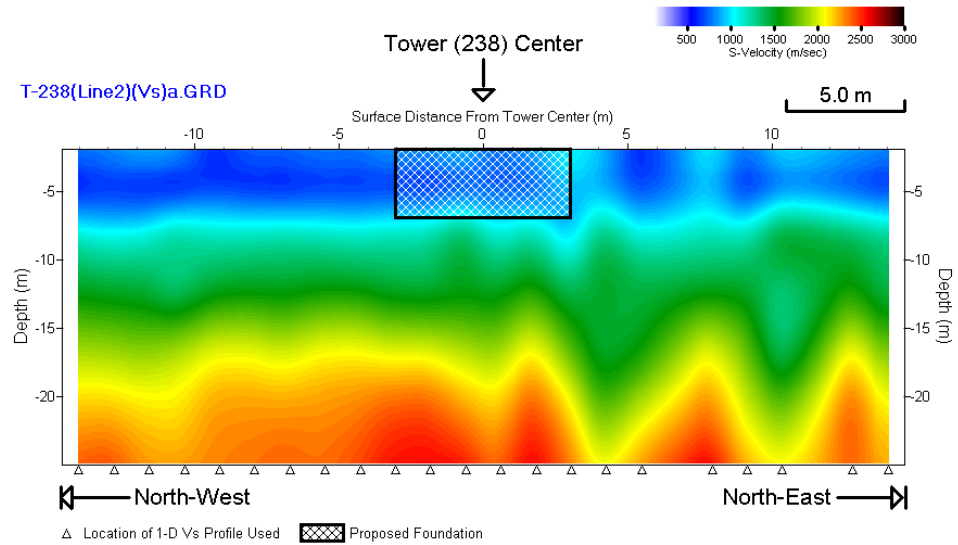 Tower (238) Center
500 1000 1500 2000 2500 3000
S-Velocity (m/sec)
T-238(Line2)(Vs)a.GRD
5.0 m
Surface Distance From Tower Center (m)
-10 -5 0 5 10
-5 -5
-10 -10
Depth (m) Depth (m)
-15 -15
-20 -20
North-West North-East
Location of 1-D Vs Profile Used Proposed Foundation